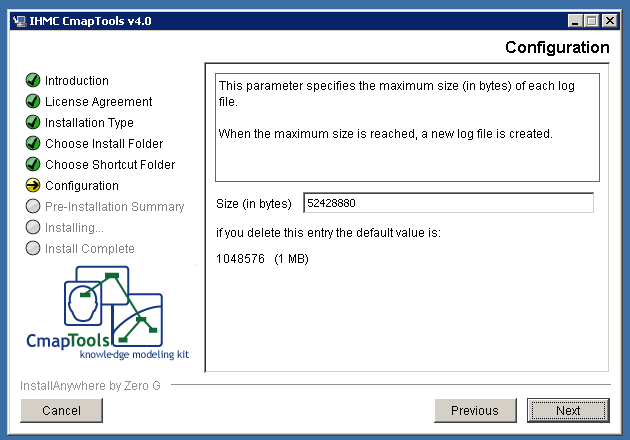 IHMC CmapTools v4.0
Configuration
Introduction
License Agreement
Installation Type
Choose Install Folder
Choose Shortcut Folder
Configuration
Pre-Installation Summary
Installing...
Install Complete
CmapTools
knowledge modeling kit
This parameter specifies the maximum size (in bytes) of each log
file.
When the maximum size is reached, a new log file is created.
Size (in bytes) 52428880
if you delete this entry the default value is:
1048576 (1 MB)
InstallAnywhere by Zero G
Cancel
Previous
Next